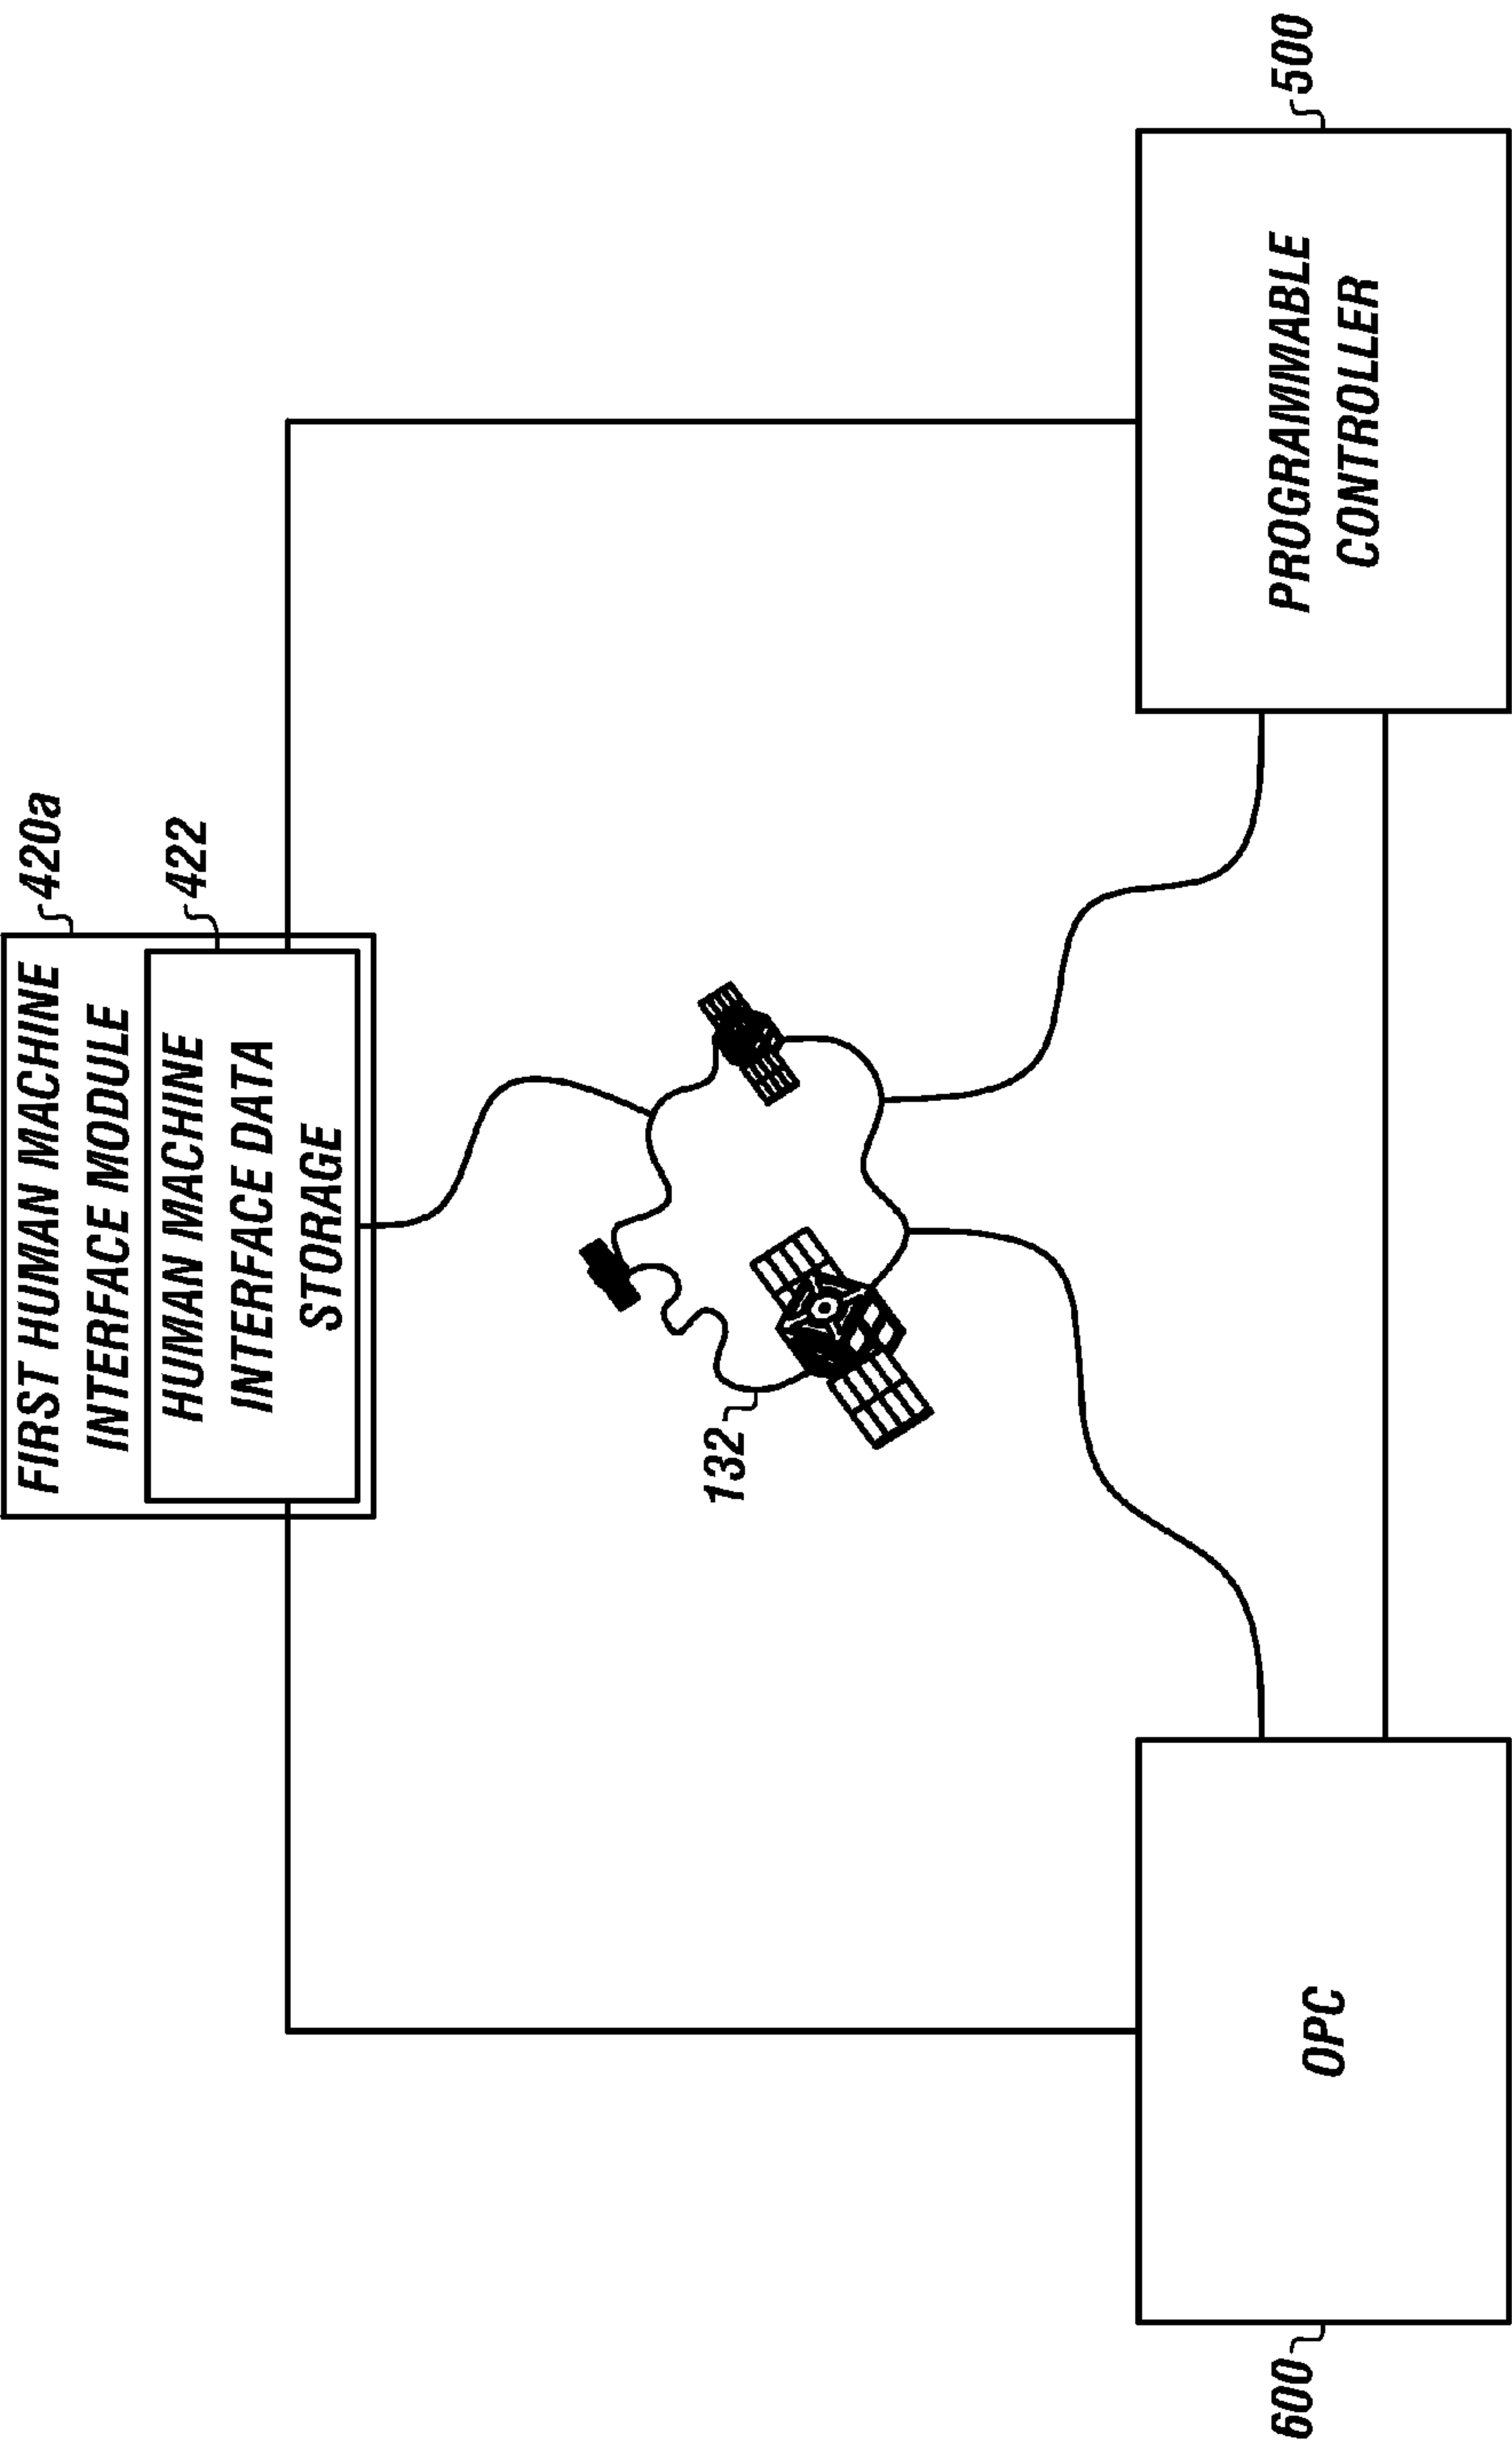 420a
FIRST HUMAN MACHINE
INTERFACE MODULE
422
HUMAN MACHINE
INTERFACE DATA
STORAGE
132
600
OPC
PROGRAMMABLE
CONTROLLER
500